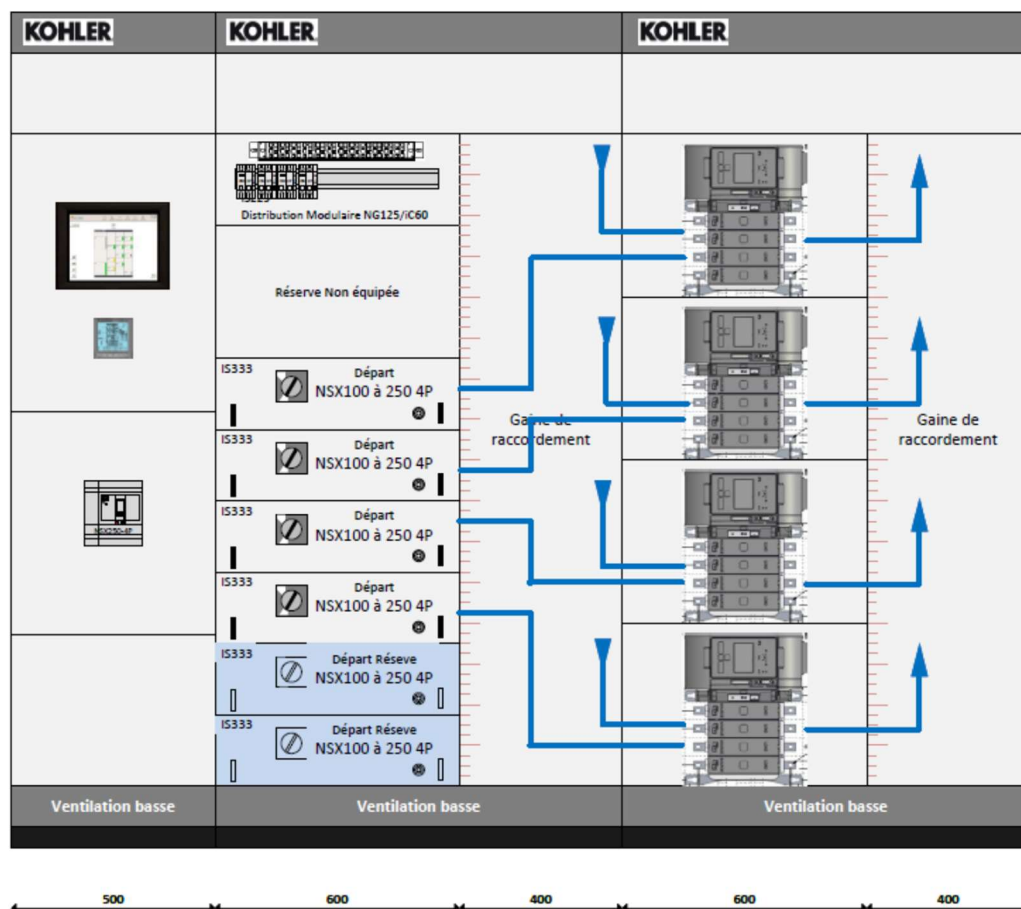 KOHLER
KOHLER
KOHLER
Distribution Modulaire NG125/iC60
Réserve Non équipée
IS333
Départ
NSX100 à 250 4P
IS333
Départ
NSX100 à 250 4P
IS333
Départ
NSX100 à 250 4P
IS333
Départ
NSX100 à 250 4P
IS333
Départ Réseve
NSX100 à 250 4P
IS333
Départ Réseve
NSX100 à 250 4P
NSX250-4P
Gaine de
raccordement
Gaine de
raccordement
Ventilation basse
Ventilation basse
Ventilation basse
500
600
400
600
400